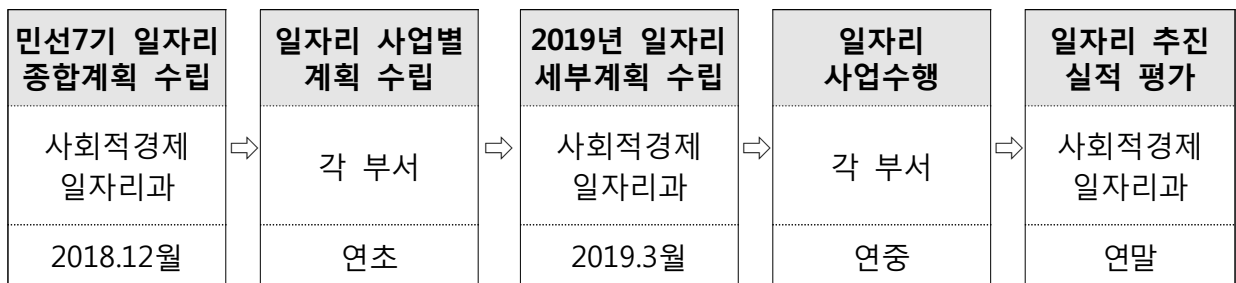 민선7기 일자리
종합계획 수립
사회적경제
일자리과
2018.12월
⇨
일자리 사업별
계획 수립
각 부서
연초
⇨
2019년 일자리
세부계획 수립
사회적경제
일자리과
2019.3월
⇨
일자리
사업수행
각 부서
연중
⇨
일자리 추진
실적 평가
사회적경제
일자리과
연말